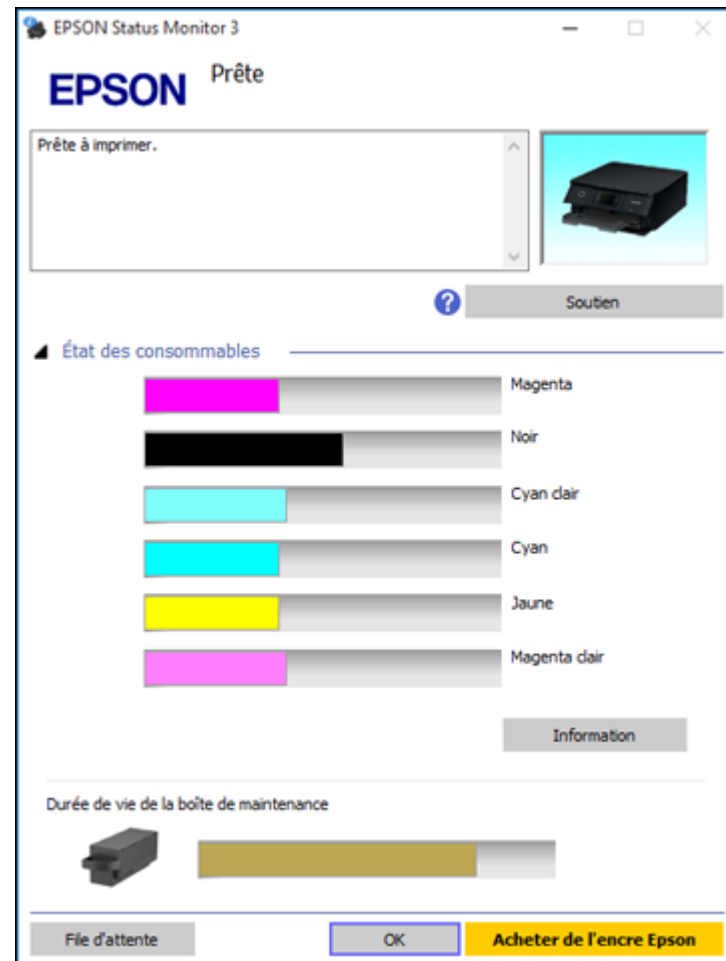 EPSON Status Monitor 3
EPSON
Prête
Prête à imprimer.
Soutien
État des consommables
Magenta
Noir
Cyan clair
Cyan
Jaune
Magenta clair
Information
Durée de vie de la boîte de maintenance
File d'attente
OK
Acheter de l'encre Epson